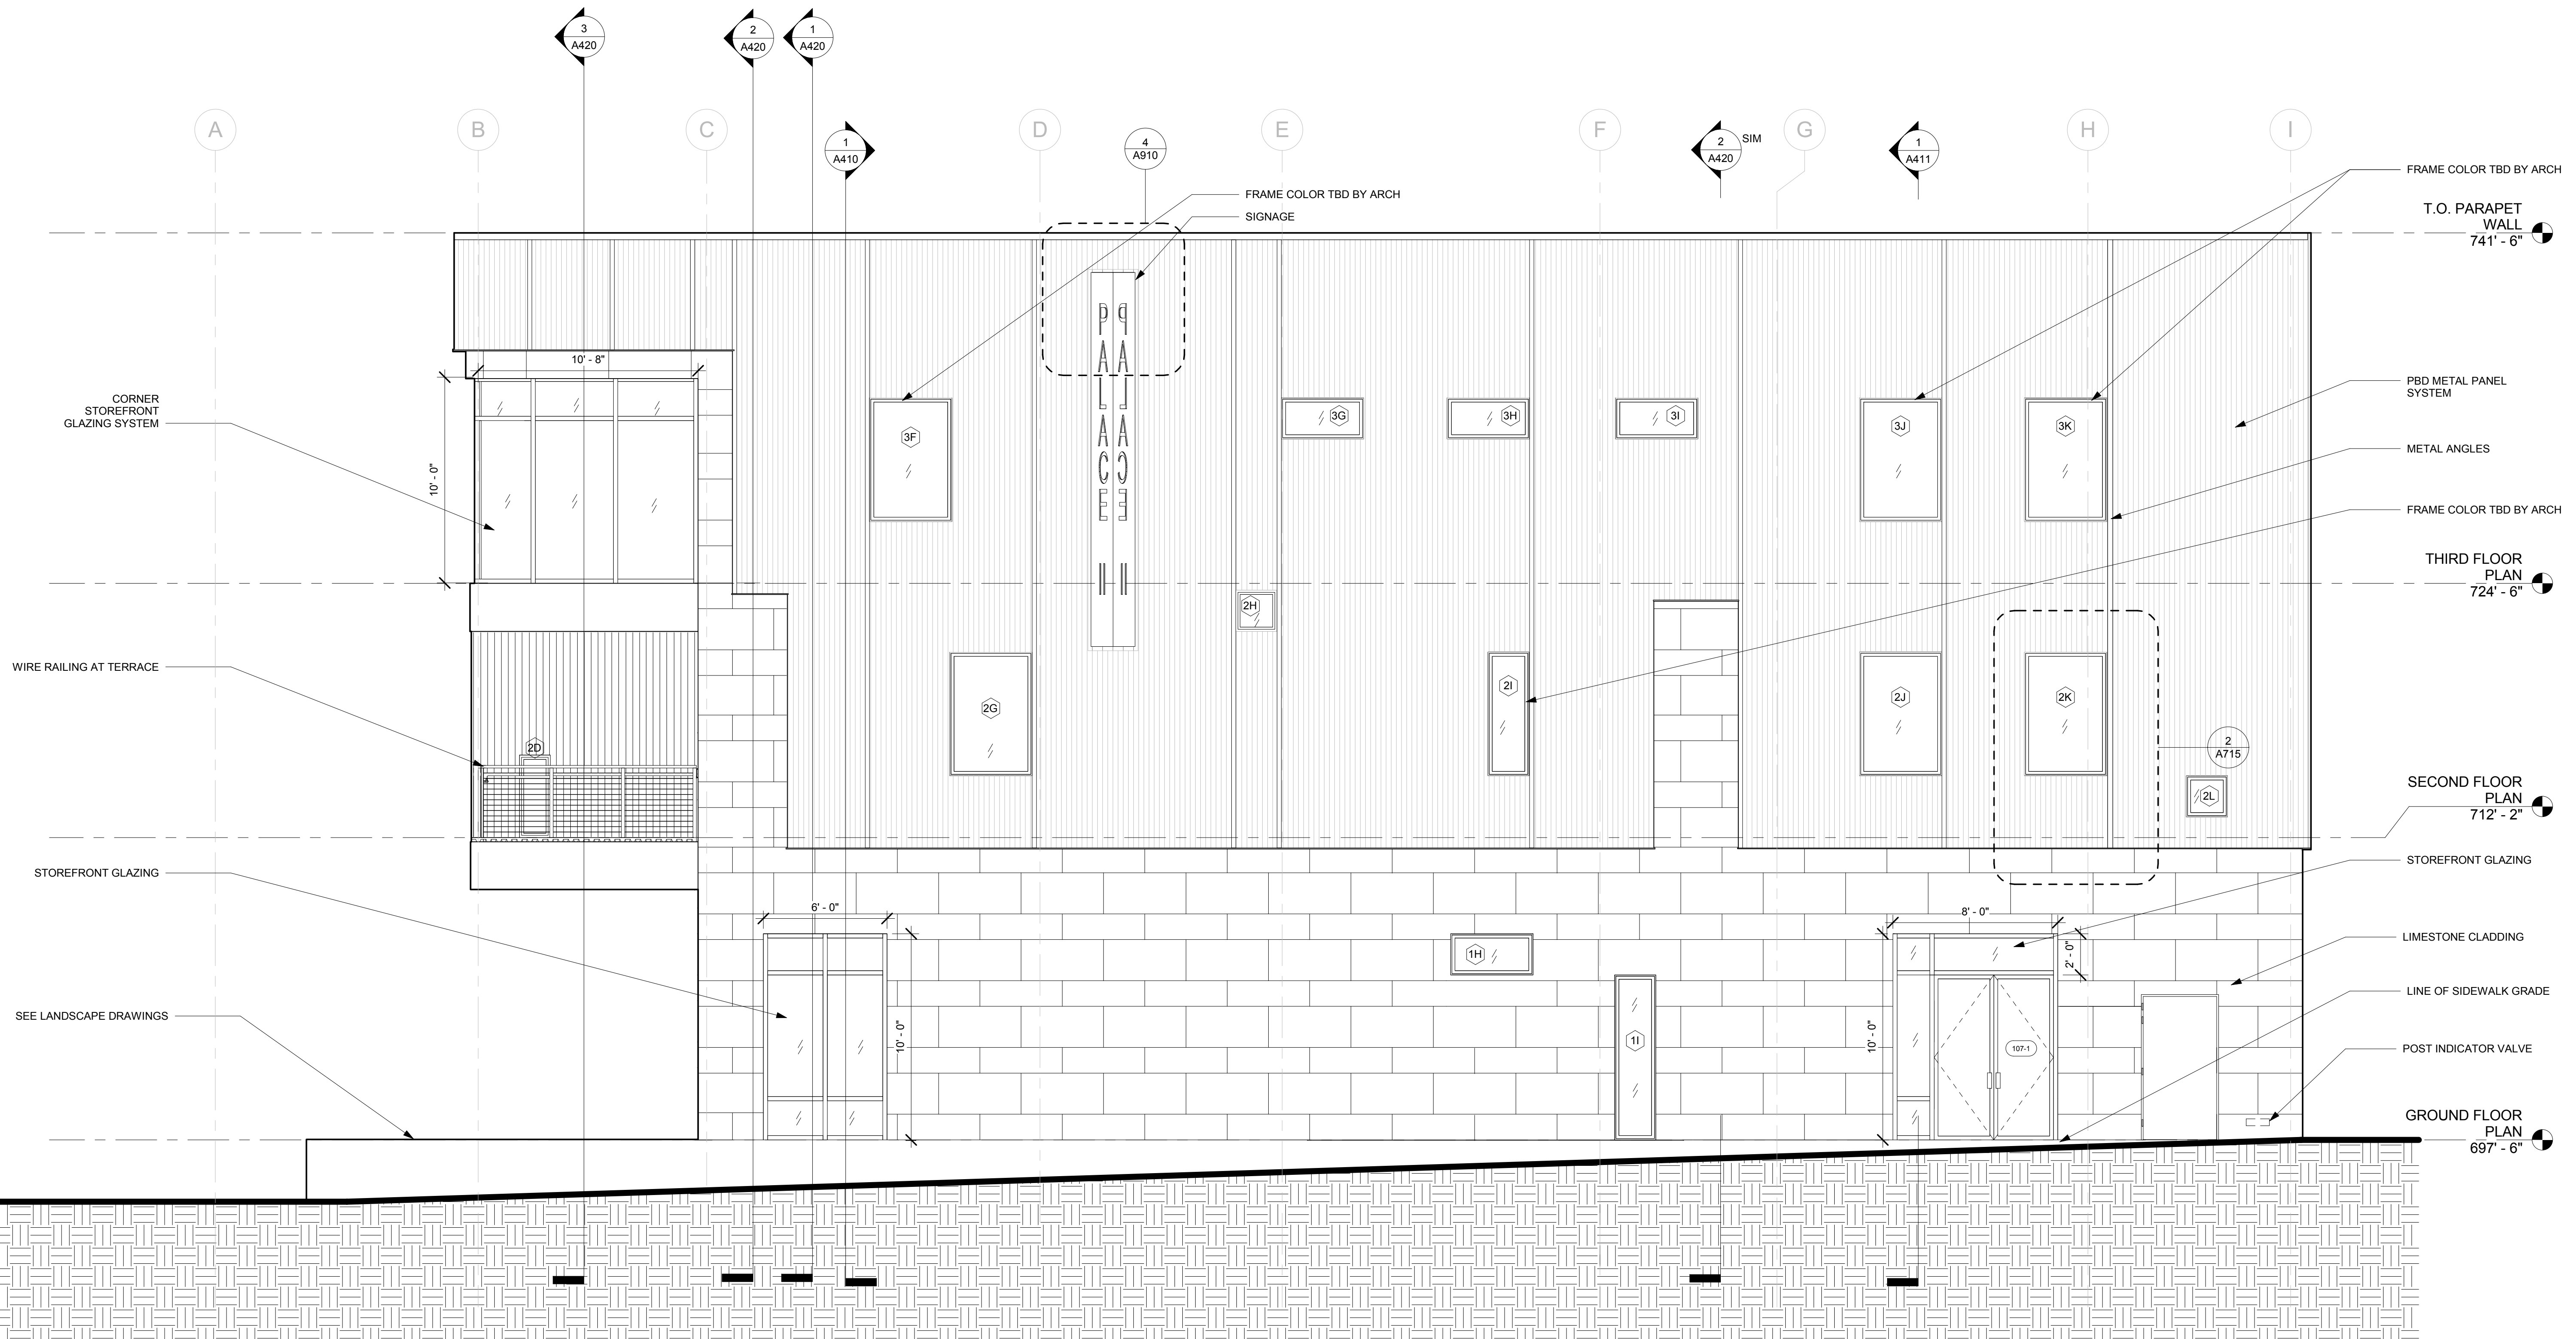 3
A420
2
A420
1
A420
A
B
C
D
E
F
G
H
I
1
A410
4
A910
2
A420
SIM
1
A411
FRAME COLOR TBD BY ARCH
SIGNAGE
FRAME COLOR TBD BY ARCH
T.O. PARAPET
WALL
741' - 6"
10' - 8"
CORNER
STOREFRONT
GLAZING SYSTEM
10' - 0"
3F
3G
3H
3I
3J
3K
PBD METAL PANEL
SYSTEM
METAL ANGLES
FRAME COLOR TBD BY ARCH
THIRD FLOOR
PLAN
724' - 6"
PALACE II
2H
WIRE RAILING AT TERRACE
2D
2G
2I
2J
2K
2
A715
2L
SECOND FLOOR
PLAN
712' - 2"
STOREFRONT GLAZING
STOREFRONT GLAZING
6' - 0"
8' - 0"
2' - 0"
1H
LIMESTONE CLADDING
LINE OF SIDEWALK GRADE
SEE LANDSCAPE DRAWINGS
10' - 0"
1I
10' - 0"
107-1
POST INDICATOR VALVE
GROUND FLOOR
PLAN
697' - 6"